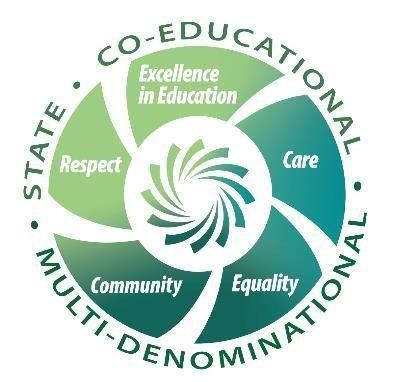 STATE • CO-EDUCATIONAL • MULTI-DENOMINATIONAL •
Excellence
in Education
Respect
Care
Community
Equality